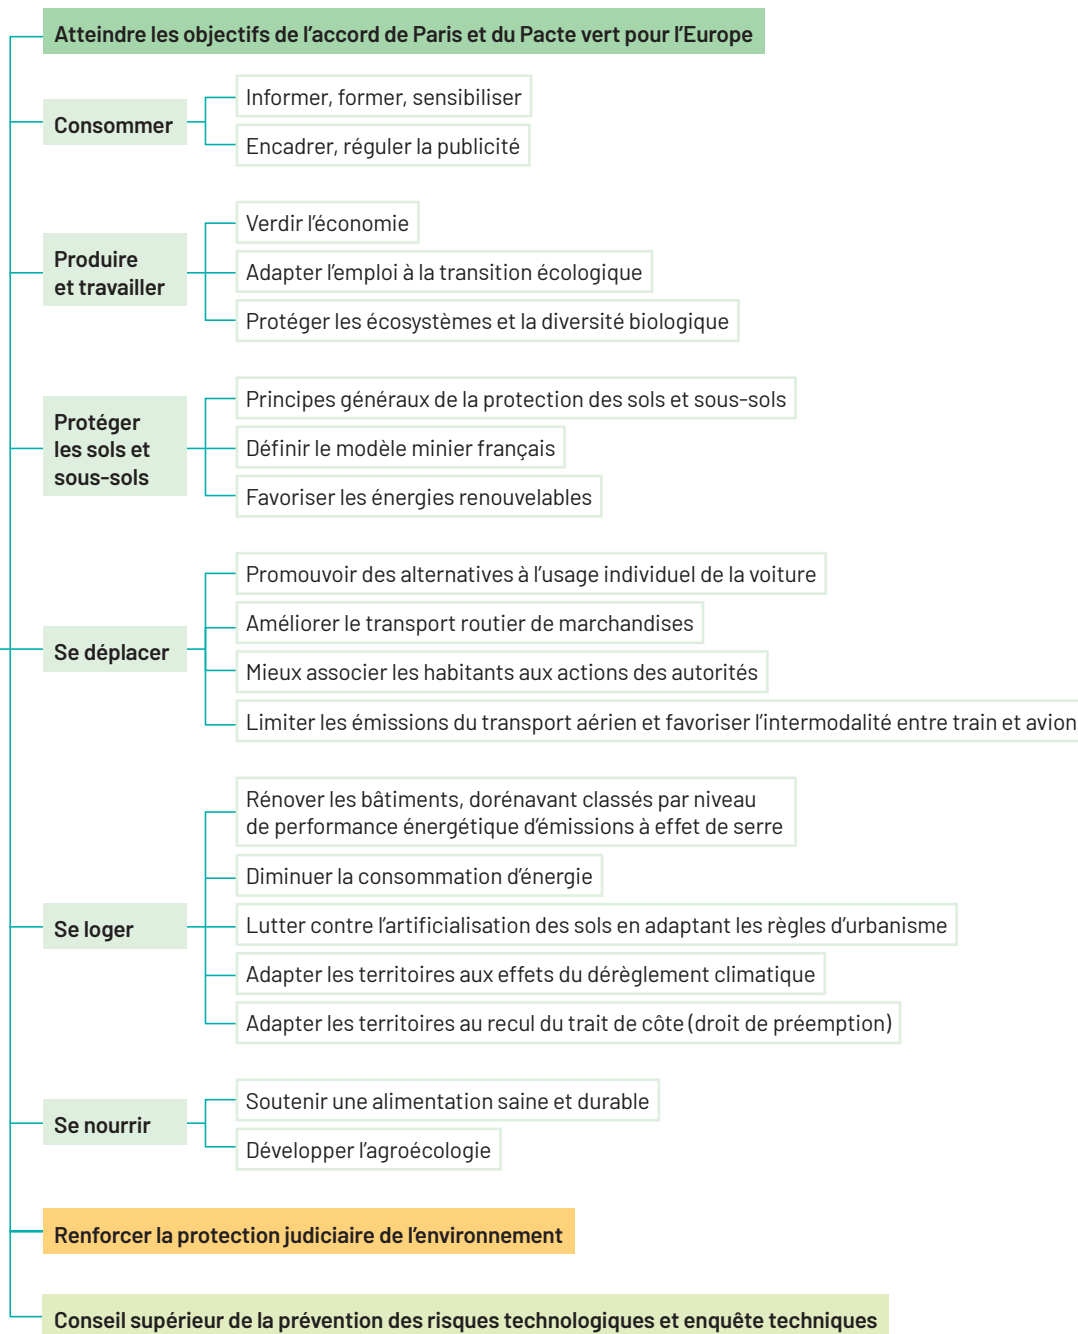 Atteindre les objectifs de l’accord de Paris et du Pacte vert pour l’Europe
Consommer
Informer, former, sensibiliser
Encadrer, réguler la publicité
Produire
et travailler
Verdir l’économie
Adapter l’emploi à la transition écologique
Protéger les écosystèmes et la diversité biologique
Protéger
les sols et
sous-sols
Principes généraux de la protection des sols et sous-sols
Définir le modèle minier français
Favoriser les énergies renouvelables
Se déplacer
Promouvoir des alternatives à l’usage individuel de la voiture
Améliorer le transport routier de marchandises
Mieux associer les habitants aux actions des autorités
Limiter les émissions du transport aérien et favoriser l’intermodalité entre train et avion
Se loger
Rénover les bâtiments, dorénavant classés par niveau
de performance énergétique d’émissions à effet de serre
Diminuer la consommation d’énergie
Lutter contre l’artificialisation des sols en adaptant les règles d’urbanisme
Adapter les territoires aux effets du dérèglement climatique
Adapter les territoires au recul du trait de côte (droit de préemption)
Se nourrir
Soutenir une alimentation saine et durable
Développer l’agroécologie
Renforcer la protection judiciaire de l’environnement
Conseil supérieur de la prévention des risques technologiques et enquête techniques